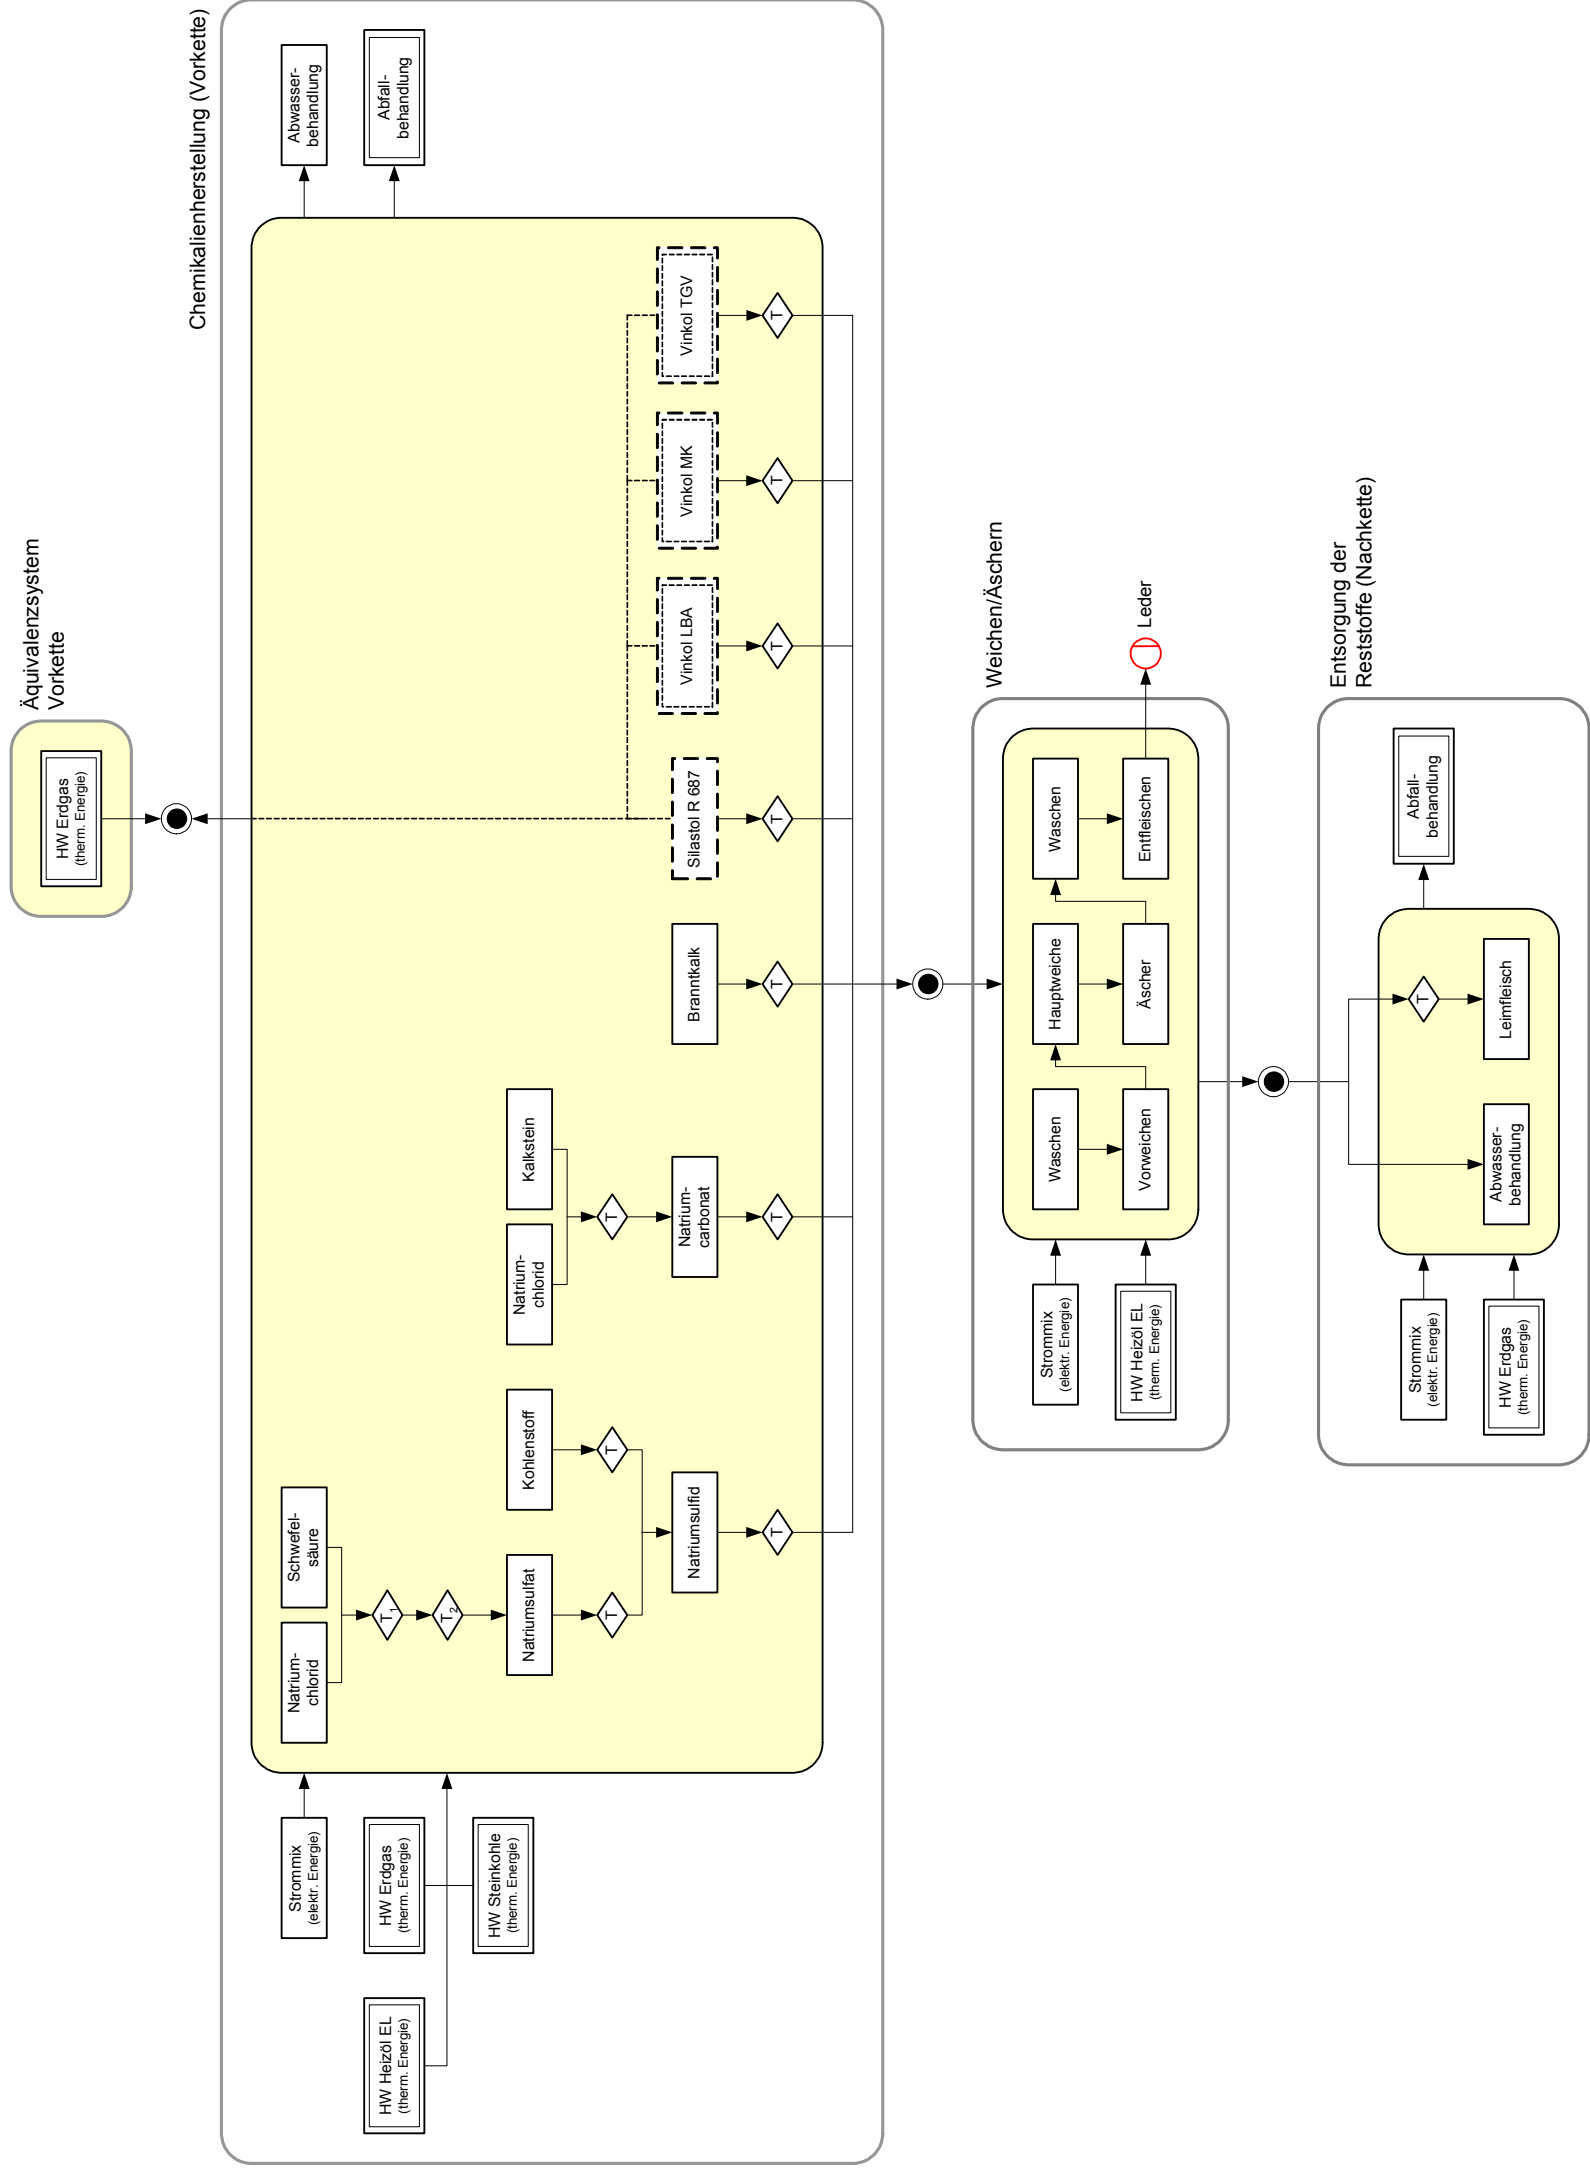 Äquivalenzsystem
Vorkette
HW Erdgas
(therm. Energie)
Chemikalienherstellung (Vorkette)
HW Heizöl EL
(therm. Energie)
Strommix
(elektr. Energie)
HW Erdgas
(therm. Energie)
HW Steinkohle
(therm. Energie)
Natrium-
chlorid
Schwefel-
säure
T1
T2
Natriumsulfat
Kohlenstoff
T
T
Natriumsulfid
T
Natrium-
chlorid
Kalkstein
T
Natrium-
carbonat
T
Branntkalk
T
Silastol R 687
T
Vinkol LBA
T
Vinkol MK
T
Vinkol TGV
T
Abwasser-
behandlung
Abfall-
behandlung
Weichen/Äschern
Strommix
(elektr. Energie)
HW Heizöl EL
(therm. Energie)
Waschen
Vorweichen
Hauptweiche
Äscher
Waschen
Entfleischen
Leder
Entsorgung der
Reststoffe (Nachkette)
Strommix
(elektr. Energie)
HW Erdgas
(therm. Energie)
Abwasser-
behandlung
T
Leimfleisch
Abfall-
behandlung